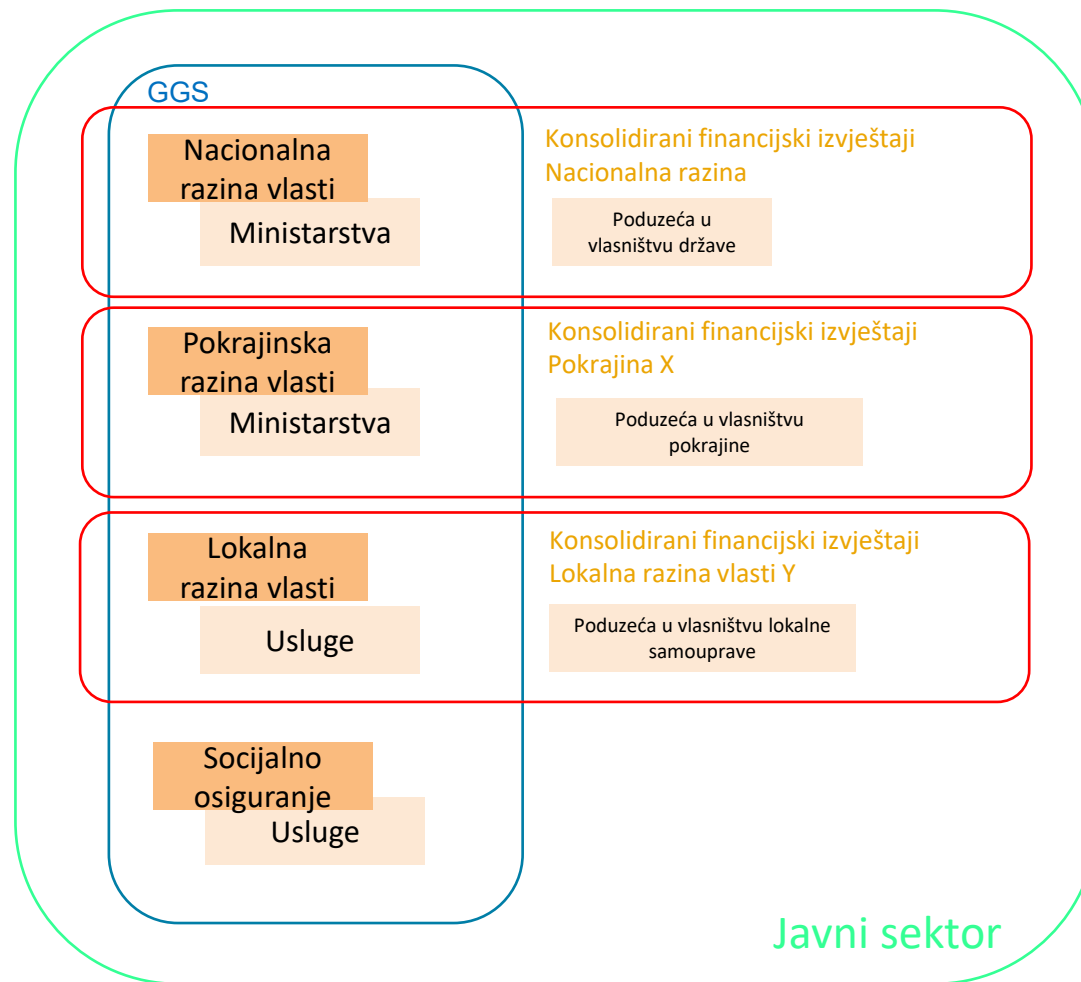 GGS
Nacionalna
razina vlasti
Ministarstva
Konsolidirani financijski izvještaji
Nacionalna razina
Poduzeća u
vlasništvu države
Pokrajinska
razina vlasti
Ministarstva
Konsolidirani financijski izvještaji
Pokrajina X
Poduzeća u vlasništvu
pokrajine
Lokalna
razina vlasti
Usluge
Konsolidirani financijski izvještaji
Lokalna razina vlasti Y
Poduzeća u vlasništvu lokalne
samouprave
Socijalno
osiguranje
Usluge
Javni sektor